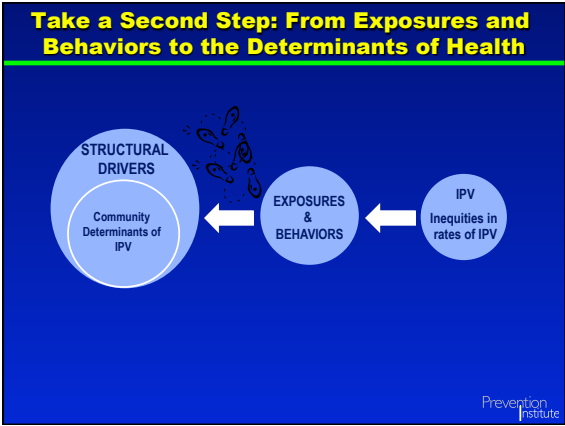 Take a Second Step: From Exposures and
Behaviors to the Determinants of Health
STRUCTURAL
DRIVERS
Community
Determinants of
IPV
EXPOSURES
&
BEHAVIORS
IPV
Inequities in
rates of IPV
Prevention
Institute